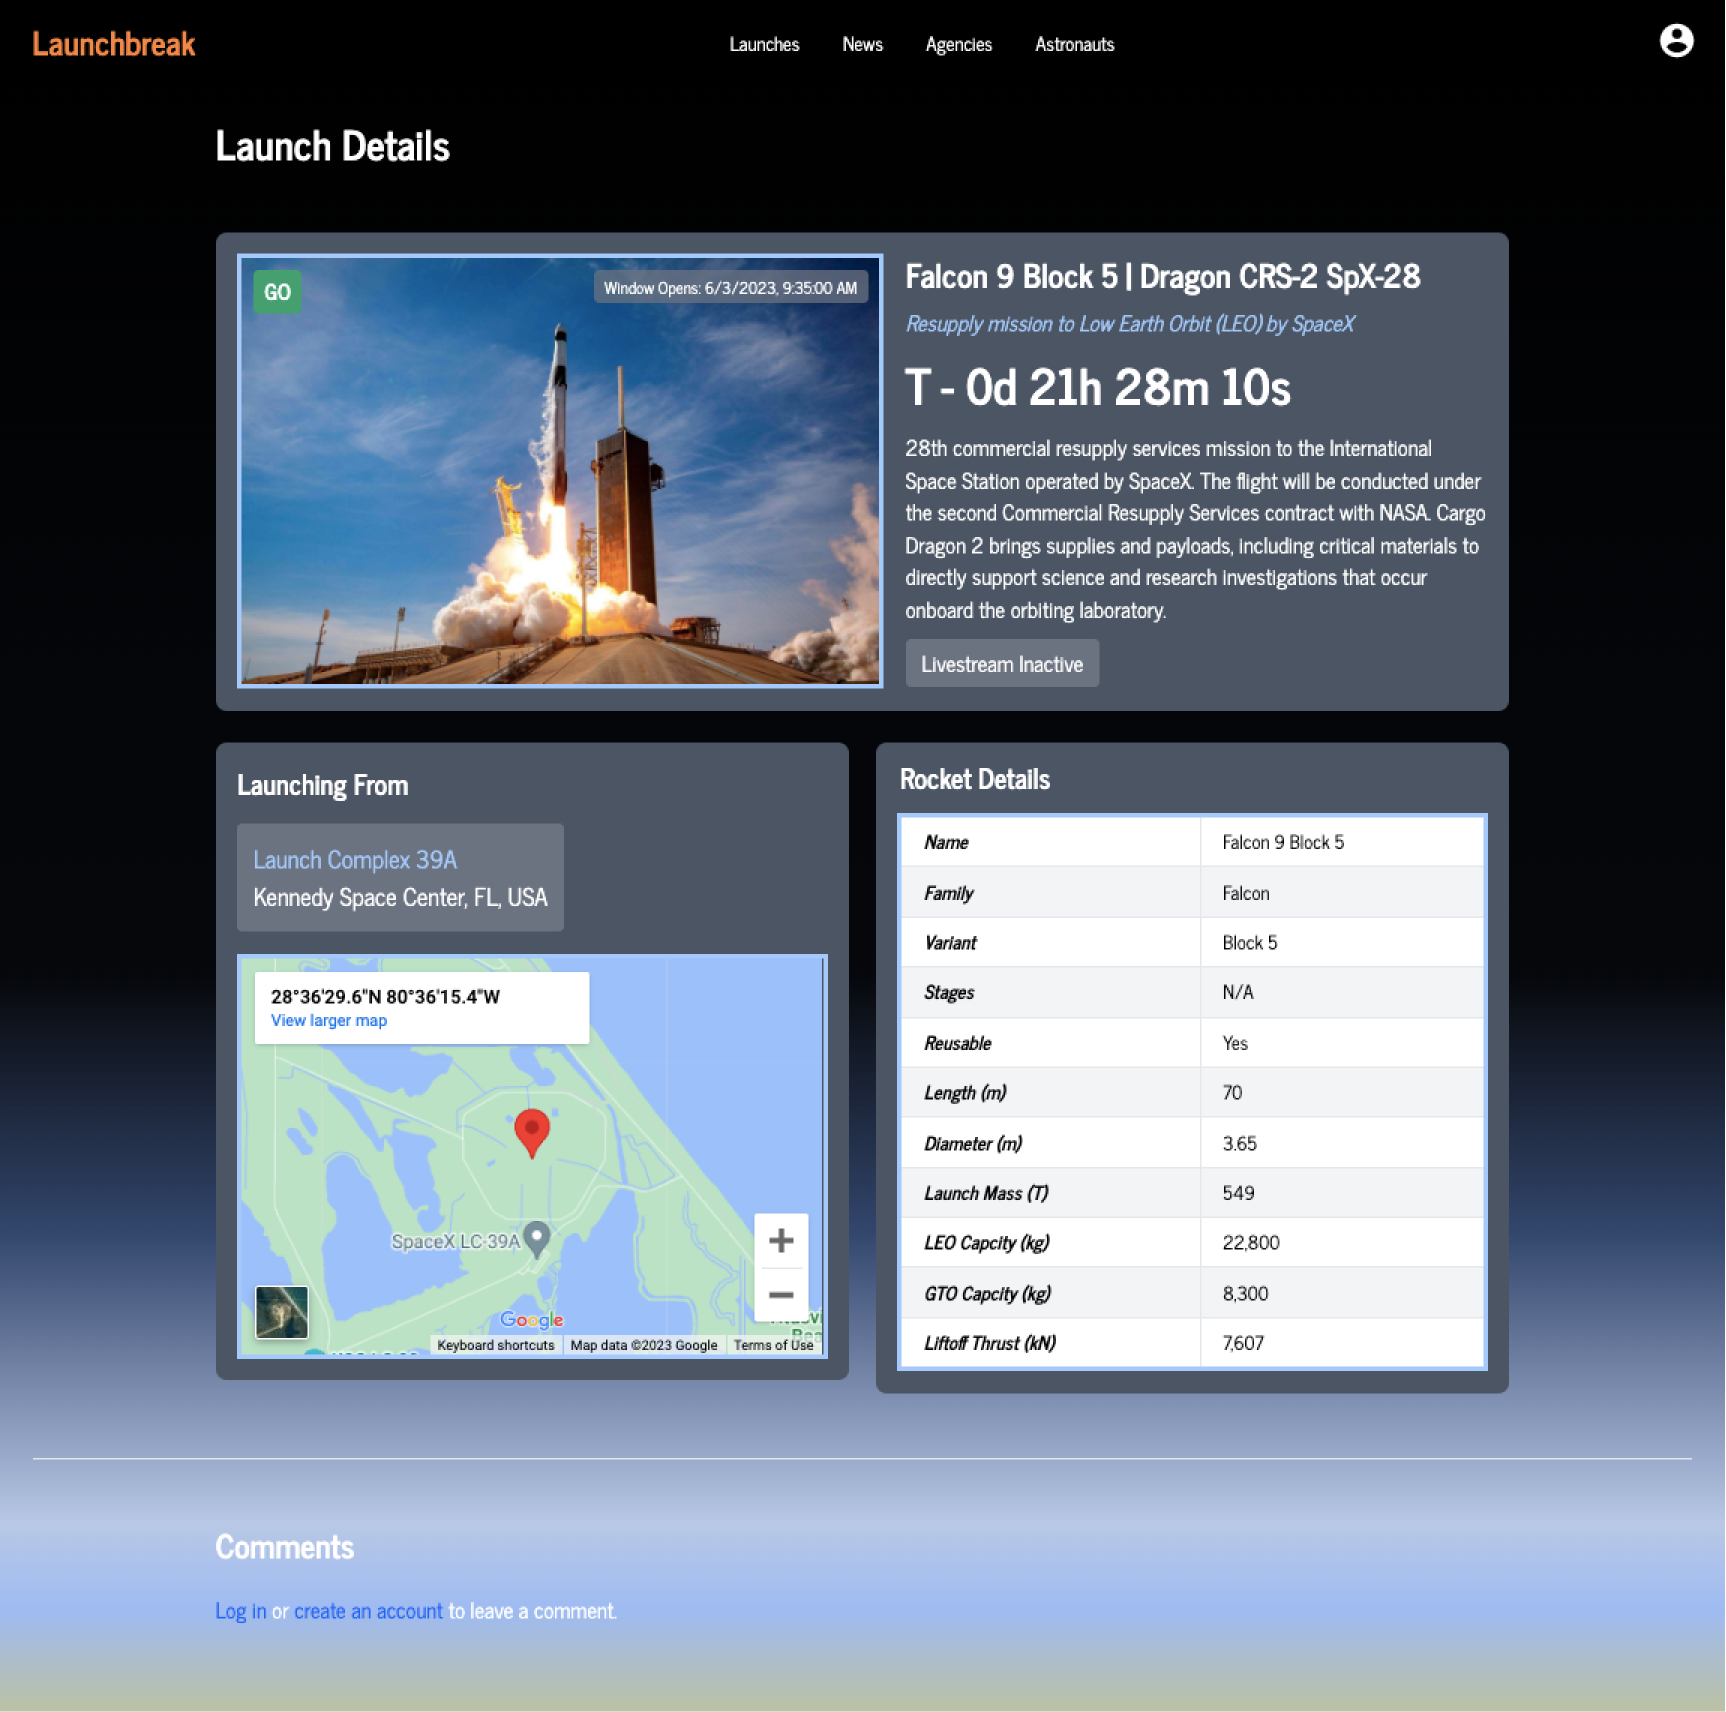 Launchbreak
Launches News Agencies Astronauts
Launch Details
GO
Window Opens: 6/3/2023, 9:35:00 AM
Falcon 9 Block 5 | Dragon CRS-2 SpX-28
Resupply mission to Low Earth Orbit (LEO) by SpaceX
T - 0d 21h 28m 10s
28th commercial resupply services mission to the International
Space Station operated by SpaceX. The flight will be conducted under
the second Commercial Resupply Services contract with NASA. Cargo
Dragon 2 brings supplies and payloads, including critical materials to
directly support science and research investigations that occur
onboard the orbiting laboratory.
Livestream Inactive
Launching From
Launch Complex 39A
Kennedy Space Center, FL, USA
28°36'29.6"N 80°36'15.4"W
View larger map
SpaceX LC-39A
Google
Keyboard shortcuts Map data ©2023 Google Terms of Use
Rocket Details
Name Falcon 9 Block 5
Family Falcon
Variant Block 5
Stages N/A
Reusable Yes
Length (m) 70
Diameter (m) 3.65
Launch Mass (T) 549
LEO Capcity (kg) 22,800
GTO Capcity (kg) 8,300
Liftoff Thrust (kN) 7,607
Comments
Log in or create an account to leave a comment.